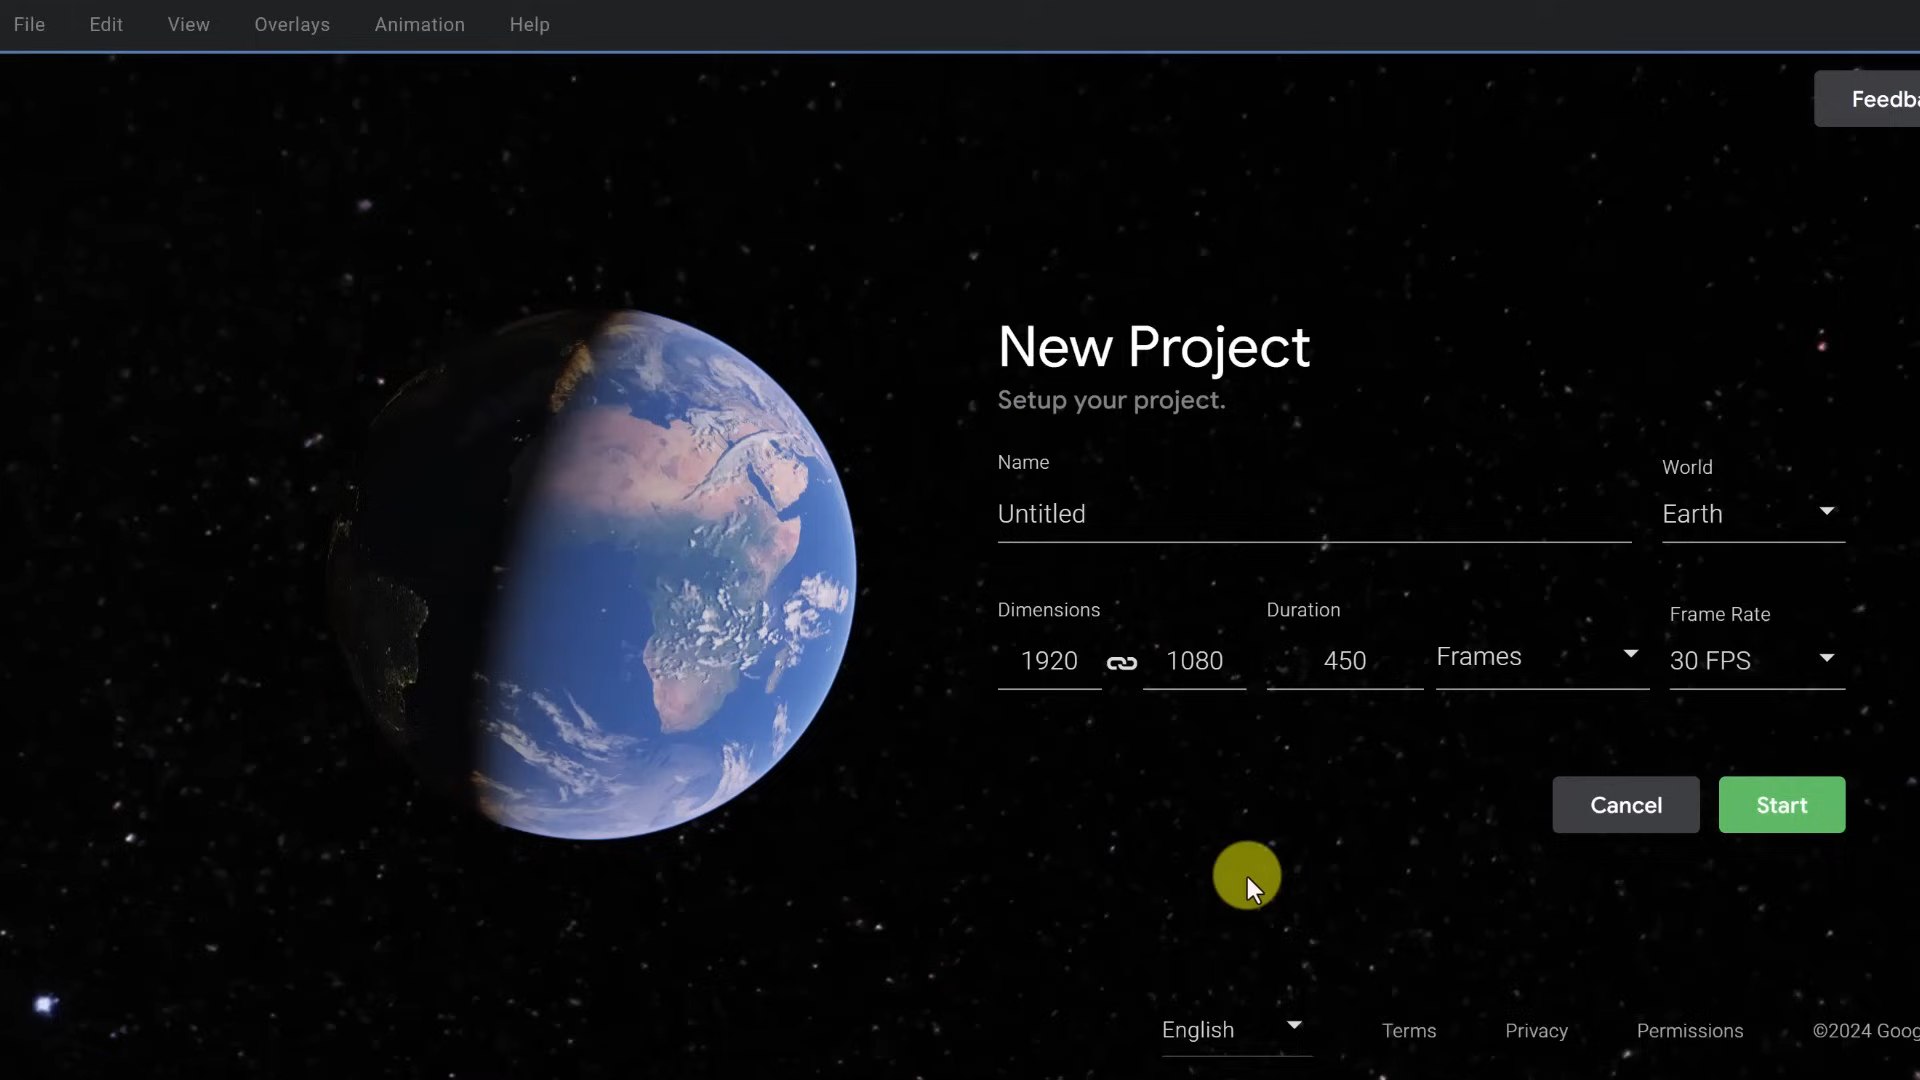 File Edit View Overlays Animation Help
Feedba
New Project
Setup your project.
Name World
Untitled Earth
Dimensions Duration Frame Rate
1920 1080 450 Frames 30 FPS
Cancel Start
English Terms Privacy Permissions ©2024 Goog